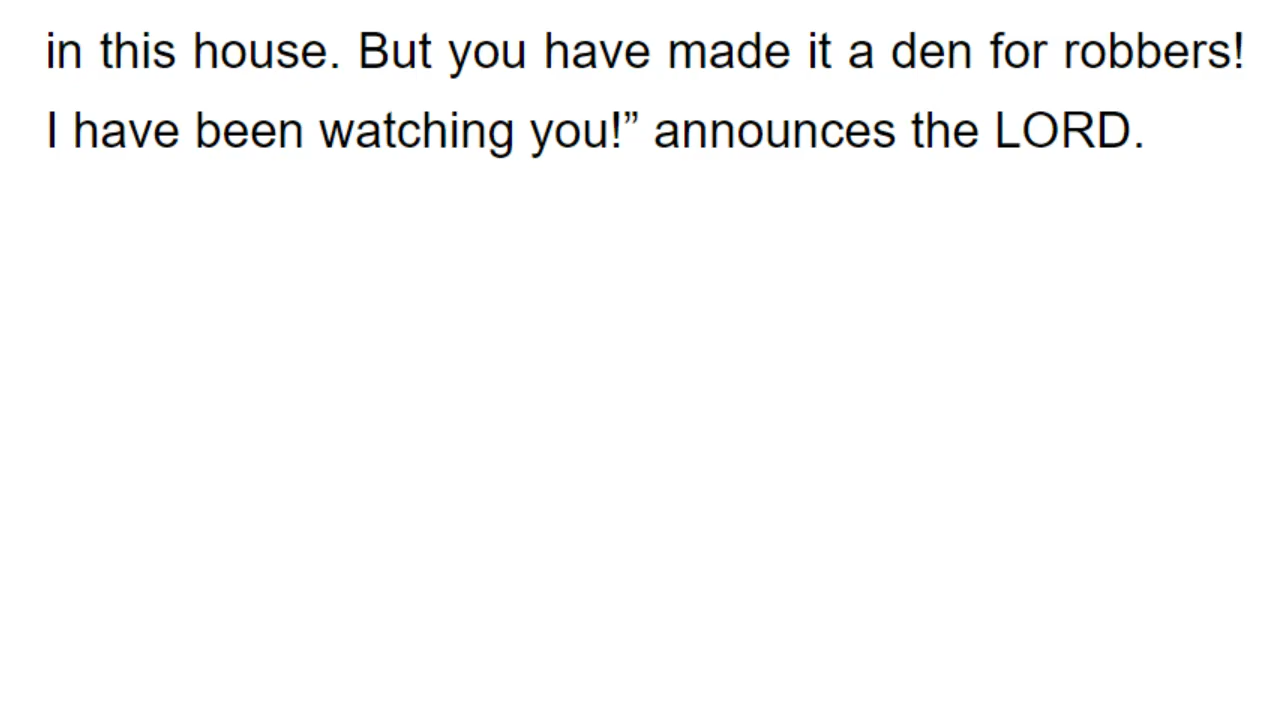 in this house. But you have made it a den for robbers!
I have been watching you!” announces the LORD.